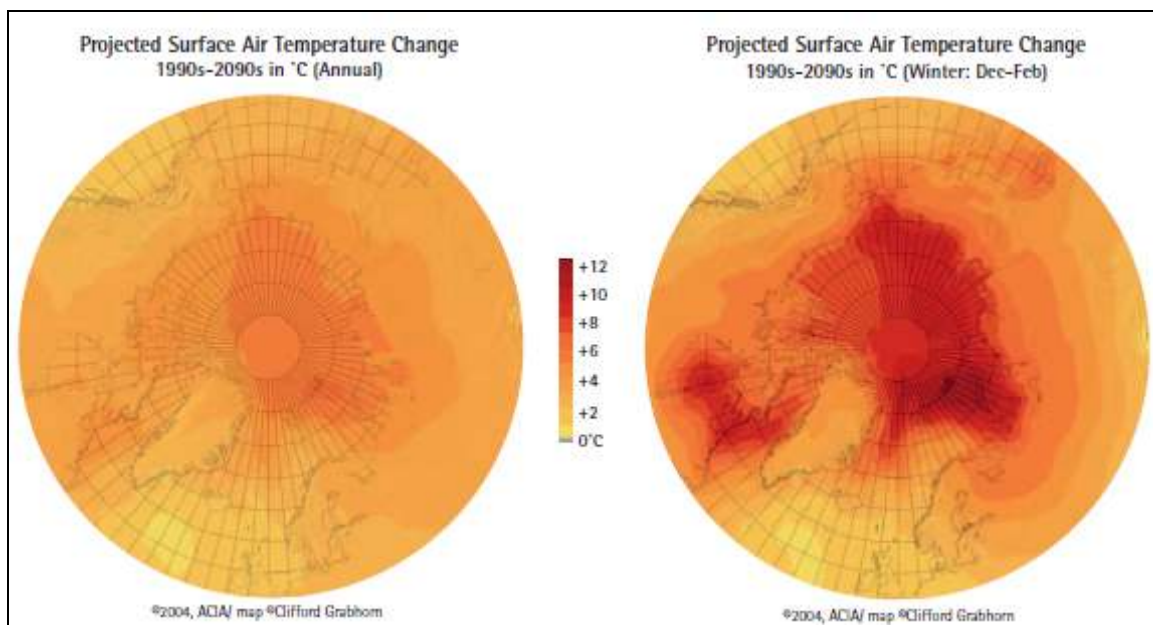 Projected Surface Air Temperature Change
1990s-2090s in ˚C (Annual)
Projected Surface Air Temperature Change
1990s-2090s in ˚C (Winter: Dec-Feb)
+12
+10
+8
+6
+4
+2
0˚C
©2004, ACIA/ map ©Clifford Grabhorn
©2004, ACIA/ map ©Clifford Grabhorn